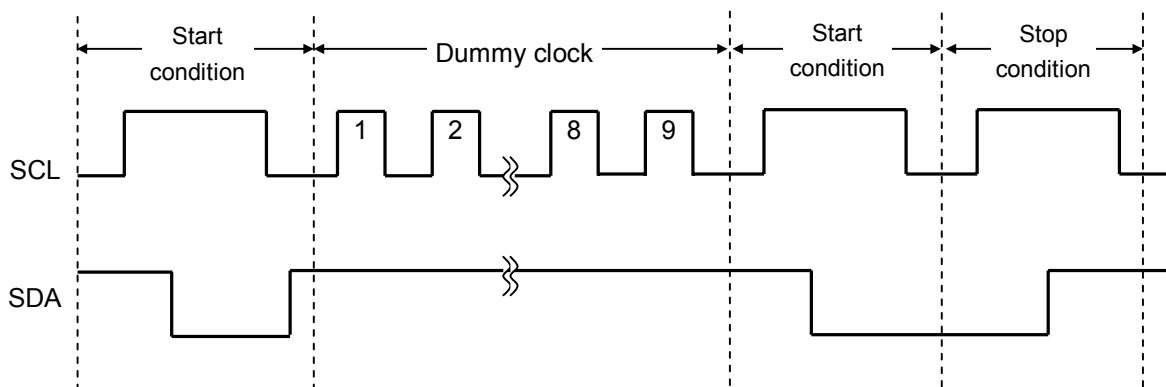 Start
condition
Dummy clock
Start
condition
Stop
condition
SCL
1
2
8
9
SDA